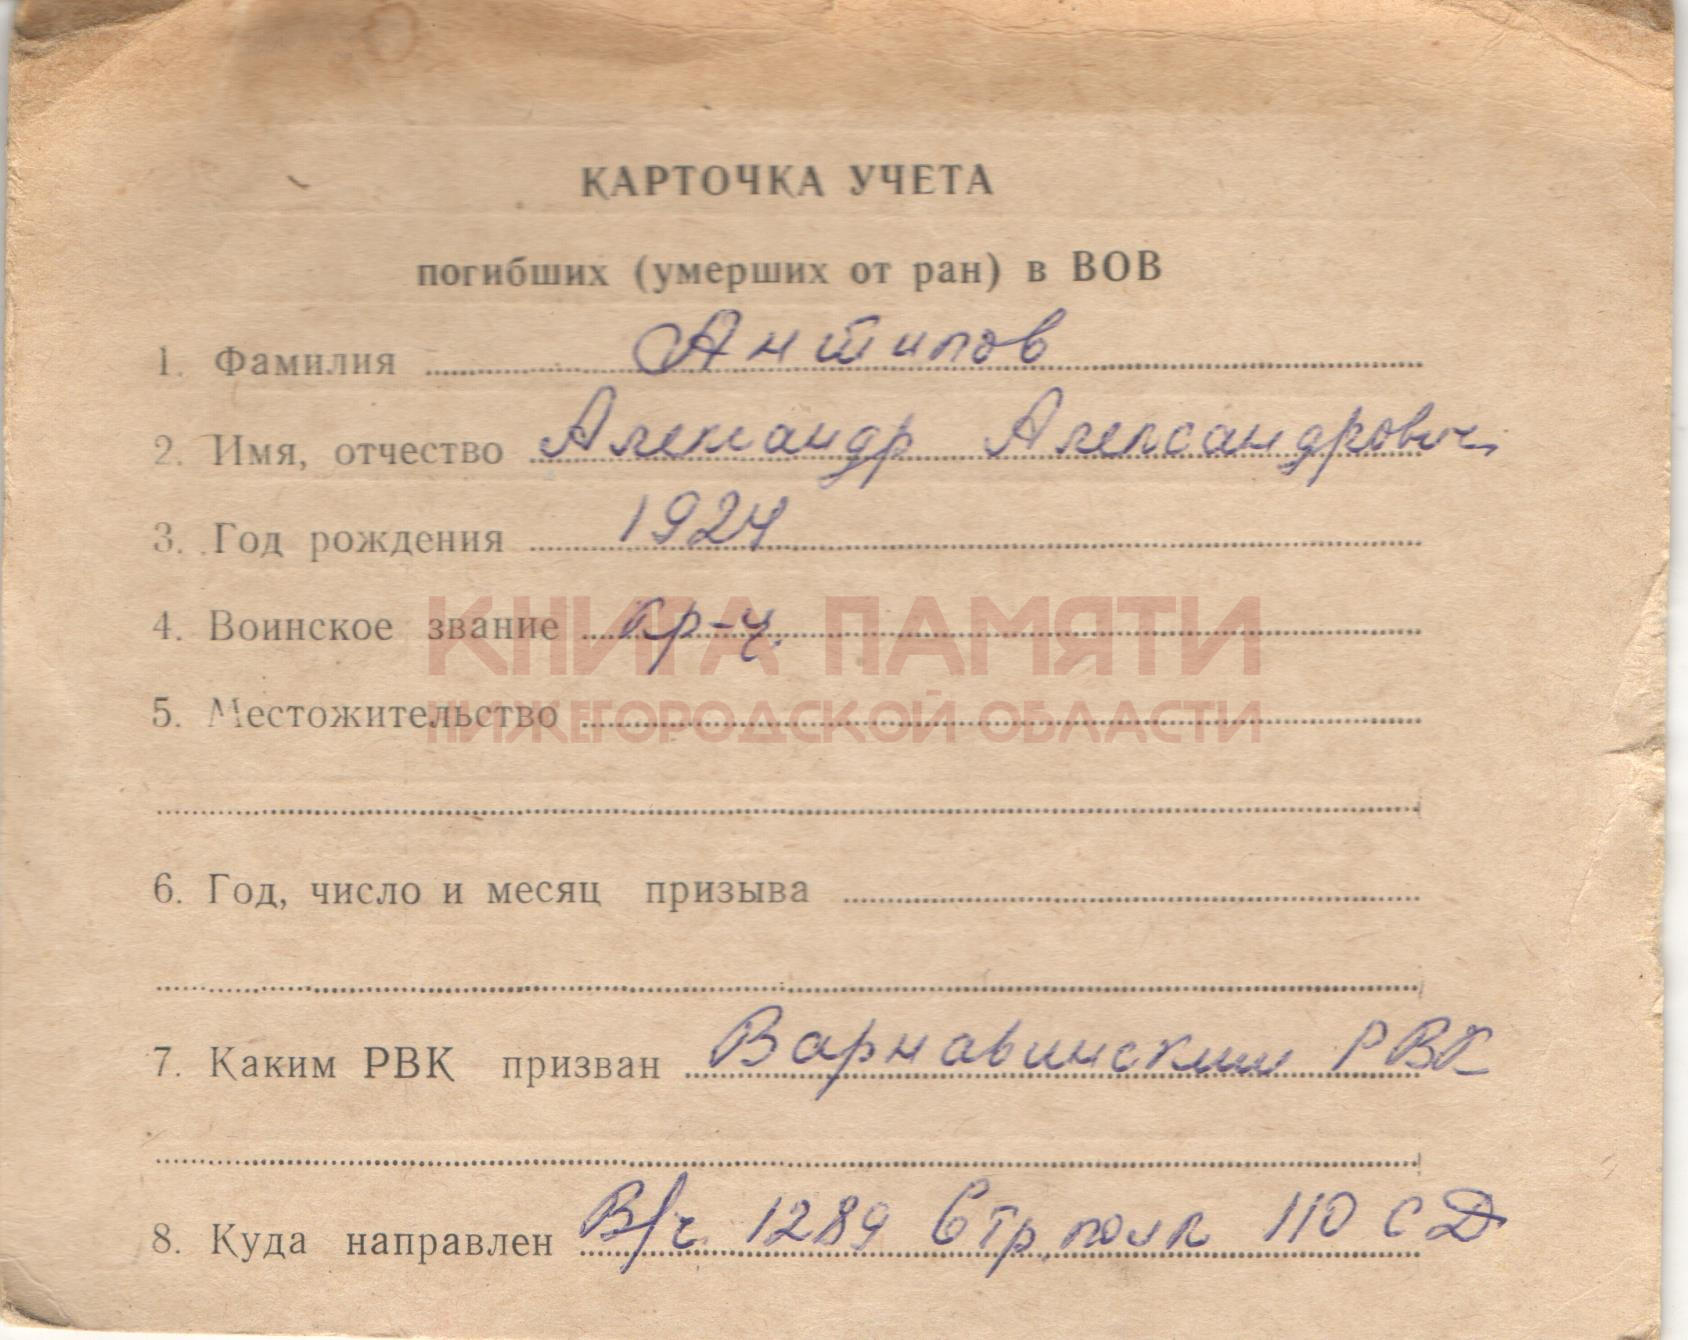 КАРТОЧКА УЧЕТА
погибших (умерших от ран) в ВОВ
1. Фамилия Антипов
2. Имя, отчество Александр Александрович
3. Год рождения 1924
4. Воинское звание кр-ц.
КНИГА ПАМЯТИ
5. Местожительство
НИЖЕГОРОДСКОЙ ОБЛАСТИ
6. Год, число и месяц призыва
7. Каким РВК призван Варнавинским РВК
8. Куда направлен В/ч. 1289 Стр. полк 110 СД